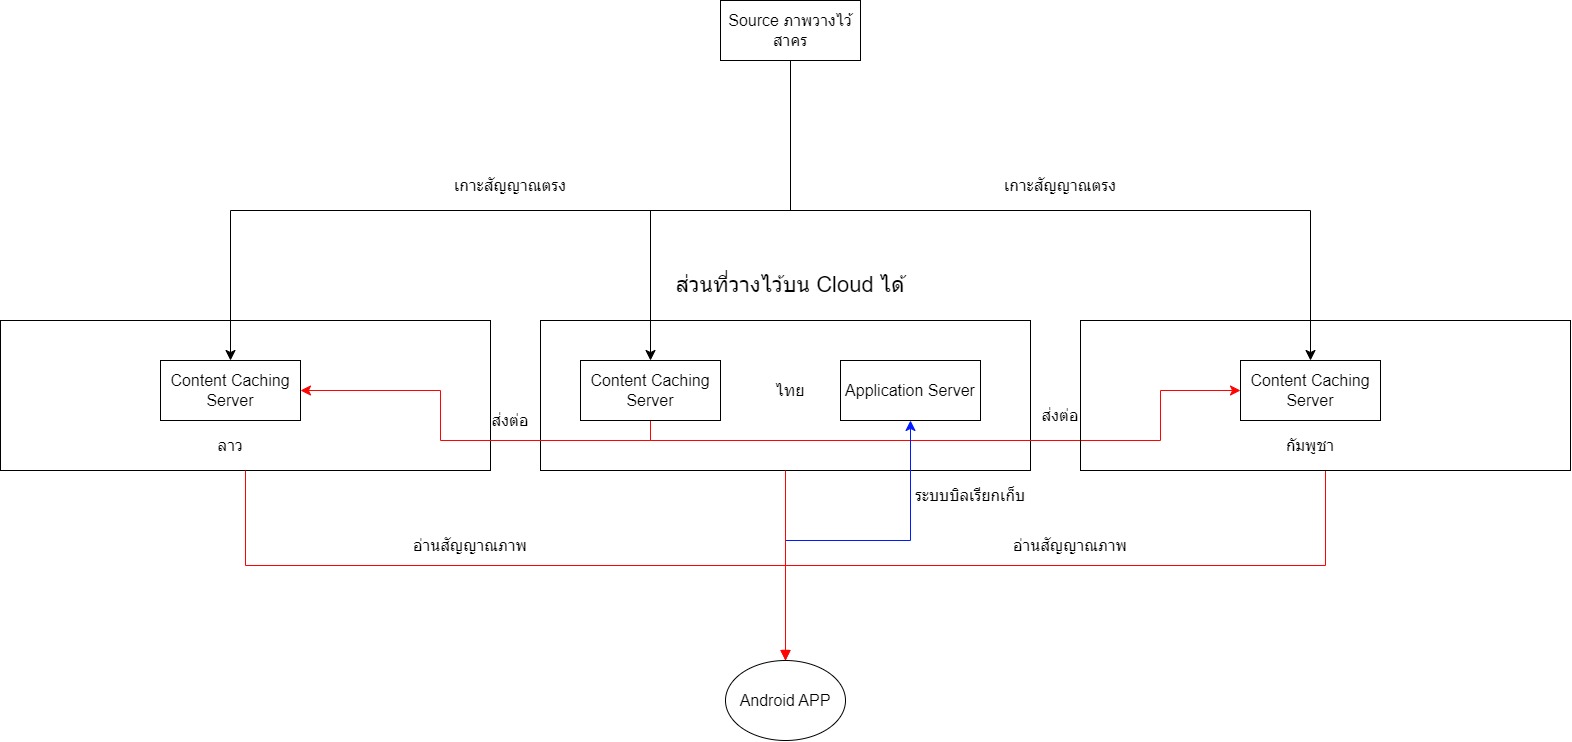 Source ภาพวางไว้
สาคร
เกาะสัญญาณตรง
เกาะสัญญาณตรง
ส่วนที่วางไว้บน Cloud ได้
Content Caching
Server
Content Caching
Server
ไทย
Application Server
Content Caching
Server
ส่งต่อ
ส่งต่อ
ลาว
กัมพูชา
ระบบบิลเรียกเก็บ
อ่านสัญญาณภาพ
อ่านสัญญาณภาพ
Android APP